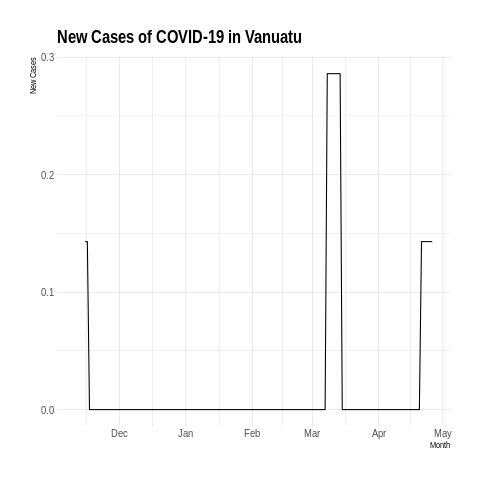 New Cases of COVID-19 in Vanuatu
New Cases
0.3
0.2
0.1
0.0
Dec Jan Feb Mar Apr May
Month